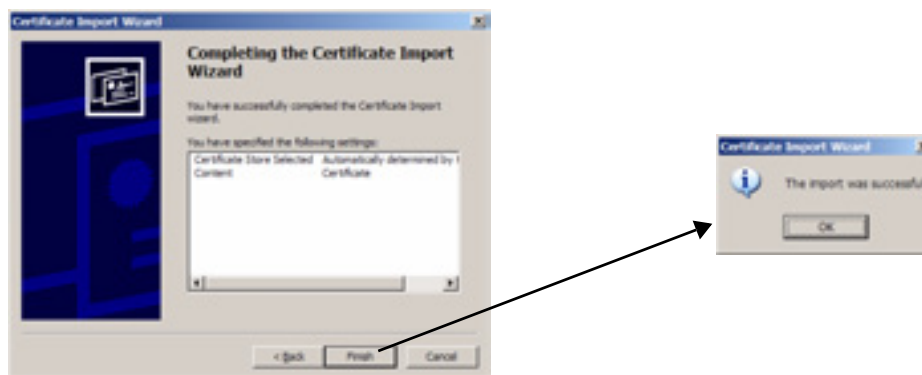 Certificate Import Wizard
Completing the Certificate Import
Wizard
You have successfully completed the Certificate Import
wizard.
You have specified the following settings:
Certificate Store Selected Automatically determined by t
Content Certificate
< Back Finish Cancel
Certificate Import Wizard
The import was successful
OK